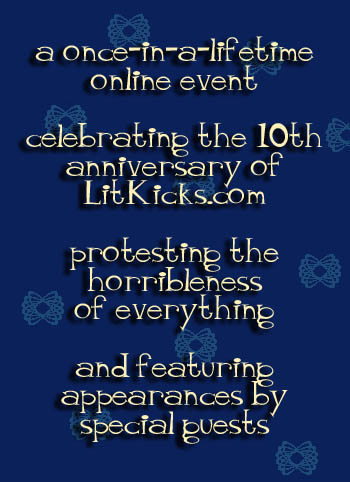 a once-in-a-lifetime
online event
celebrating the 10th
anniversary of
LitKicks.com
protesting the
horribleness
of everything
and featuring
appearances by
special guests